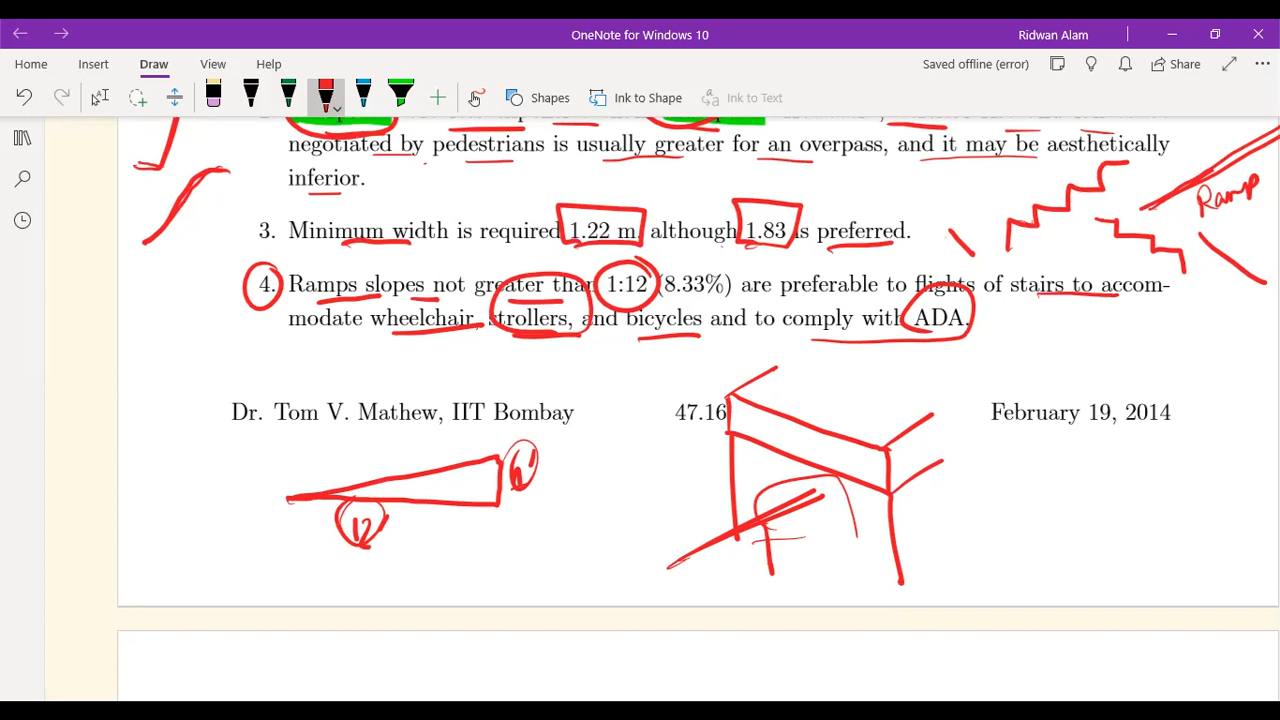 OneNote for Windows 10
Ridwan Alam
Home Insert Draw View Help
Saved offline (error)
Share
Shapes
Ink to Shape
Ink to Text
negotiated by pedestrians is usually greater for an overpass, and it may be aesthetically
inferior.
Ramp
3. Minimum width is required 1.22 m, although 1.83 is preferred.
4. Ramps slopes not greater than 1:12 (8.33%) are preferable to flights of stairs to accom-
modate wheelchair, strollers, and bicycles and to comply with ADA.
Dr. Tom V. Mathew, IIT Bombay
47.16
February 19, 2014
12